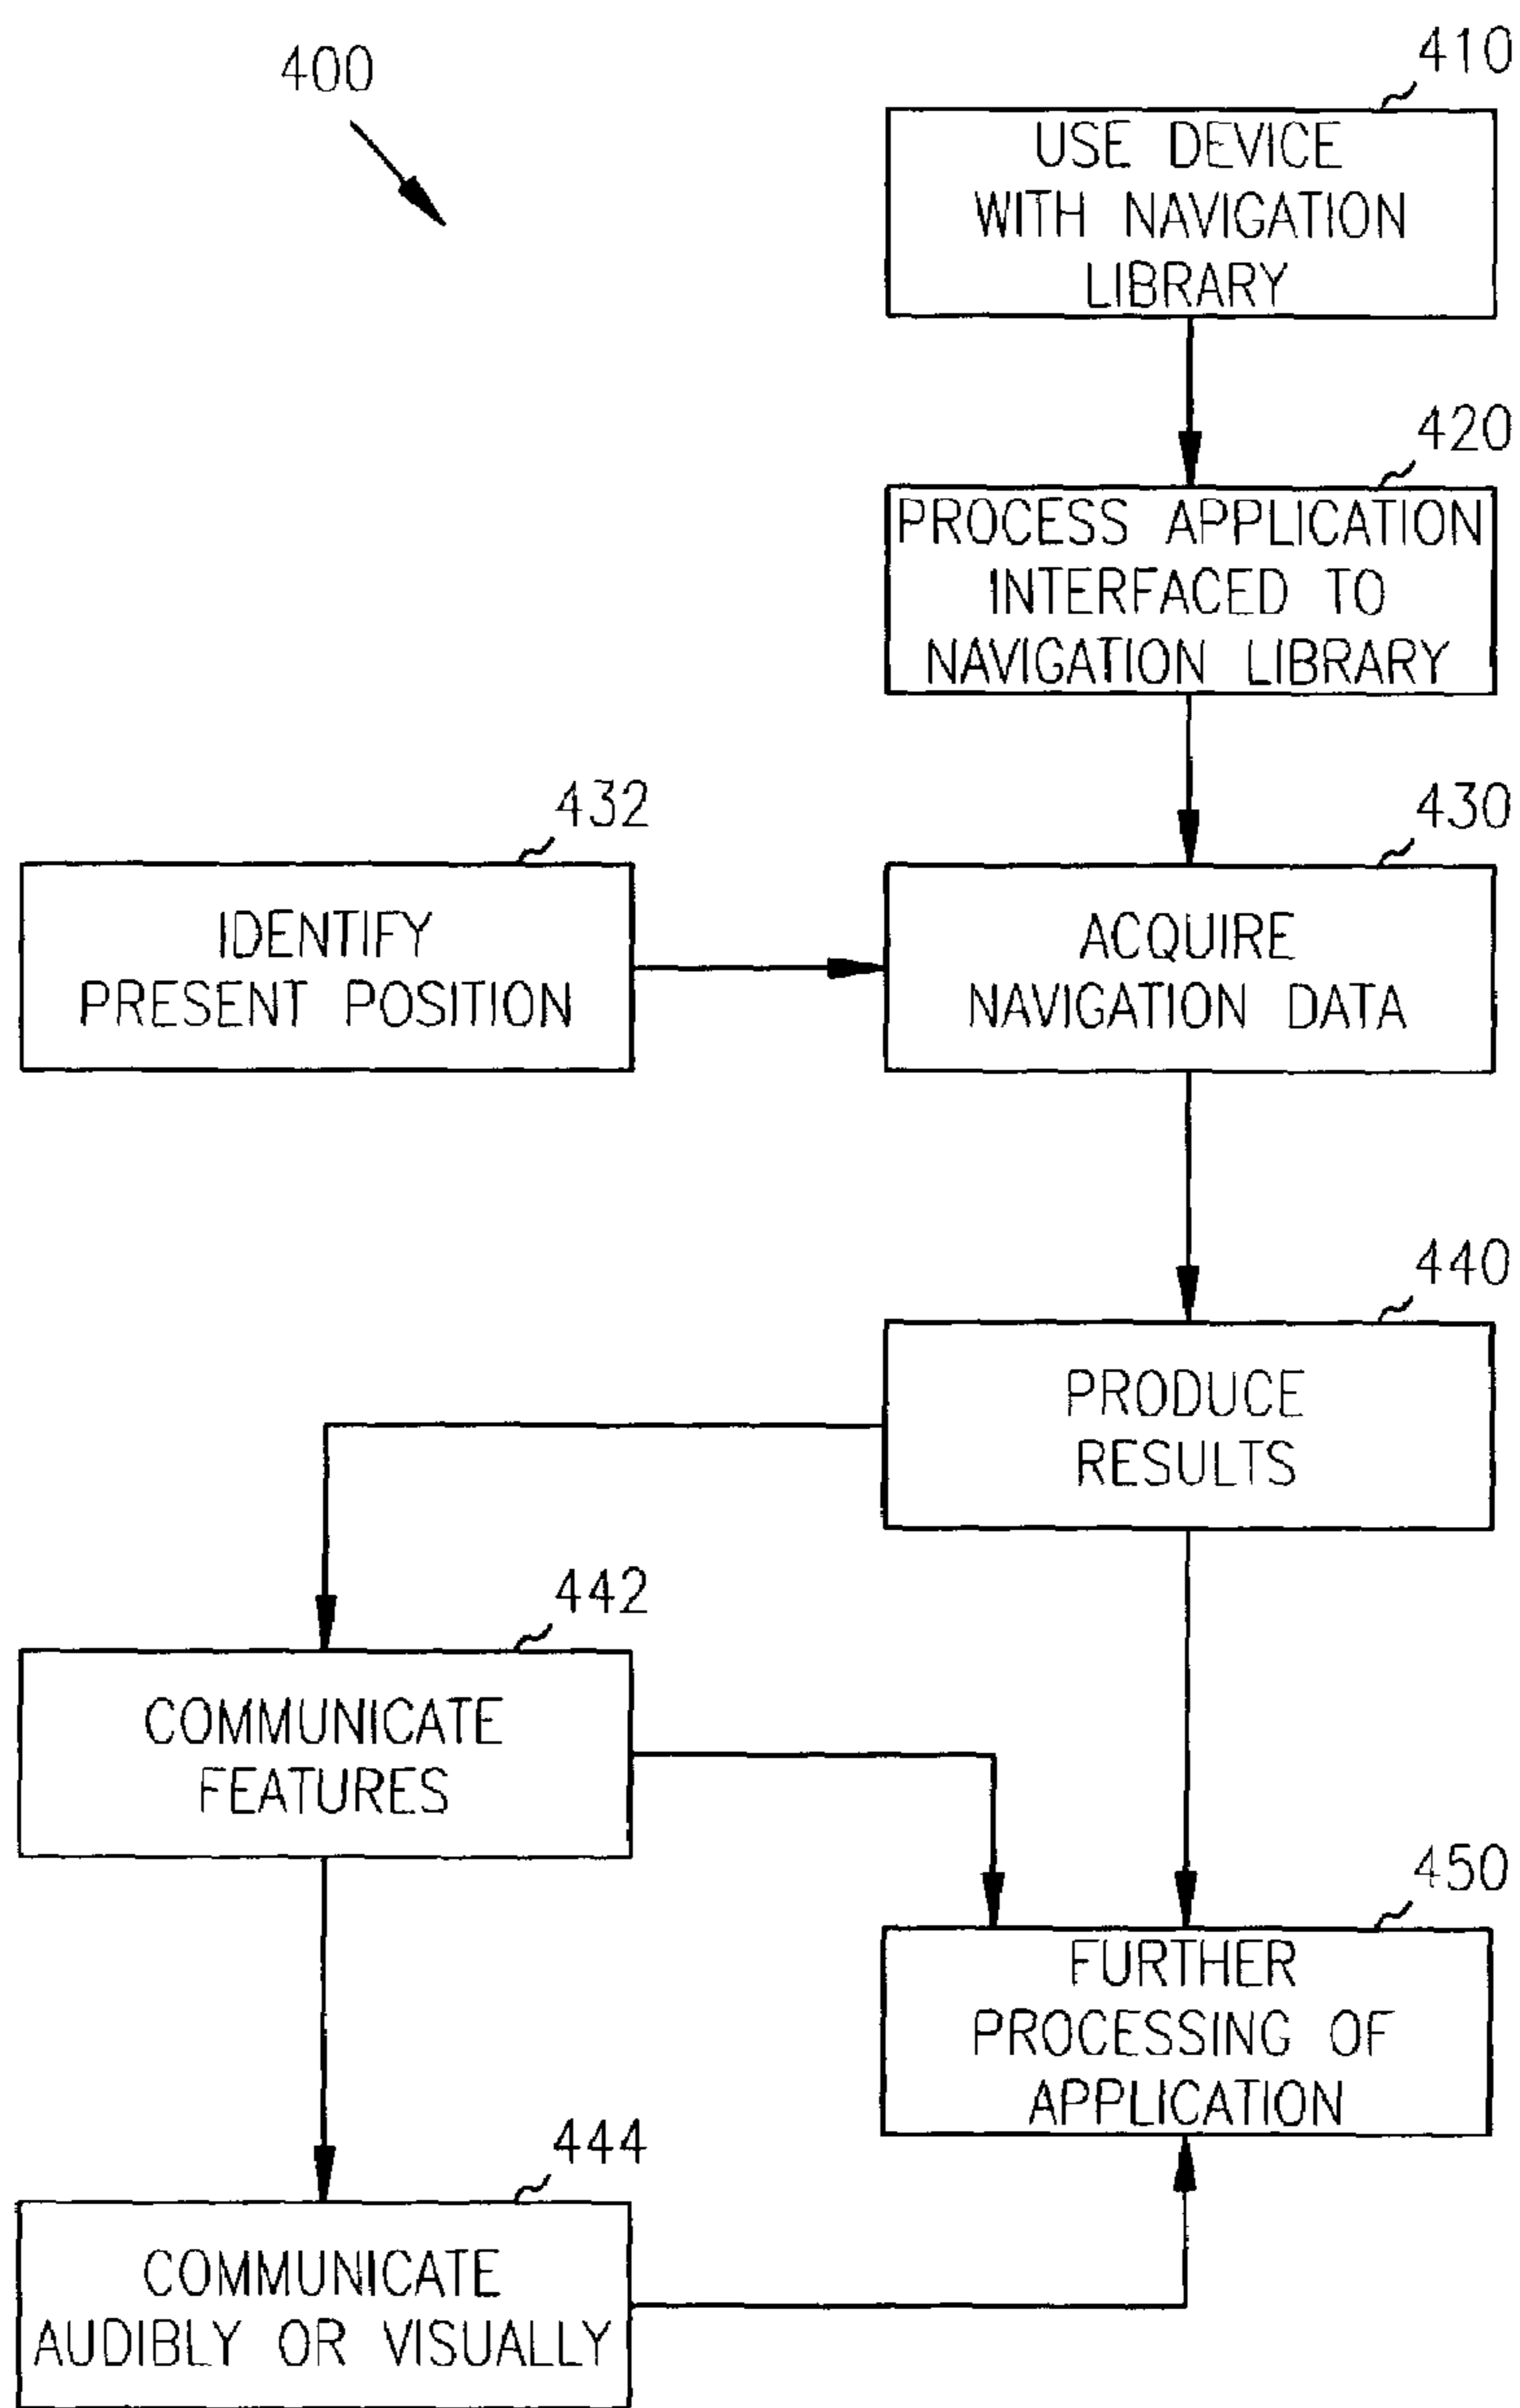 400
410
USE DEVICE
WITH NAVIGATION
LIBRARY
420
PROCESS APPLICATION
INTERFACED TO
NAVIGATION LIBRARY
432
IDENTIFY
PRESENT POSITION
430
ACQUIRE
NAVIGATION DATA
440
PRODUCE
RESULTS
442
COMMUNICATE
FEATURES
450
FURTHER
PROCESSING OF
APPLICATION
444
COMMUNICATE
AUDIBLY OR VISUALLY